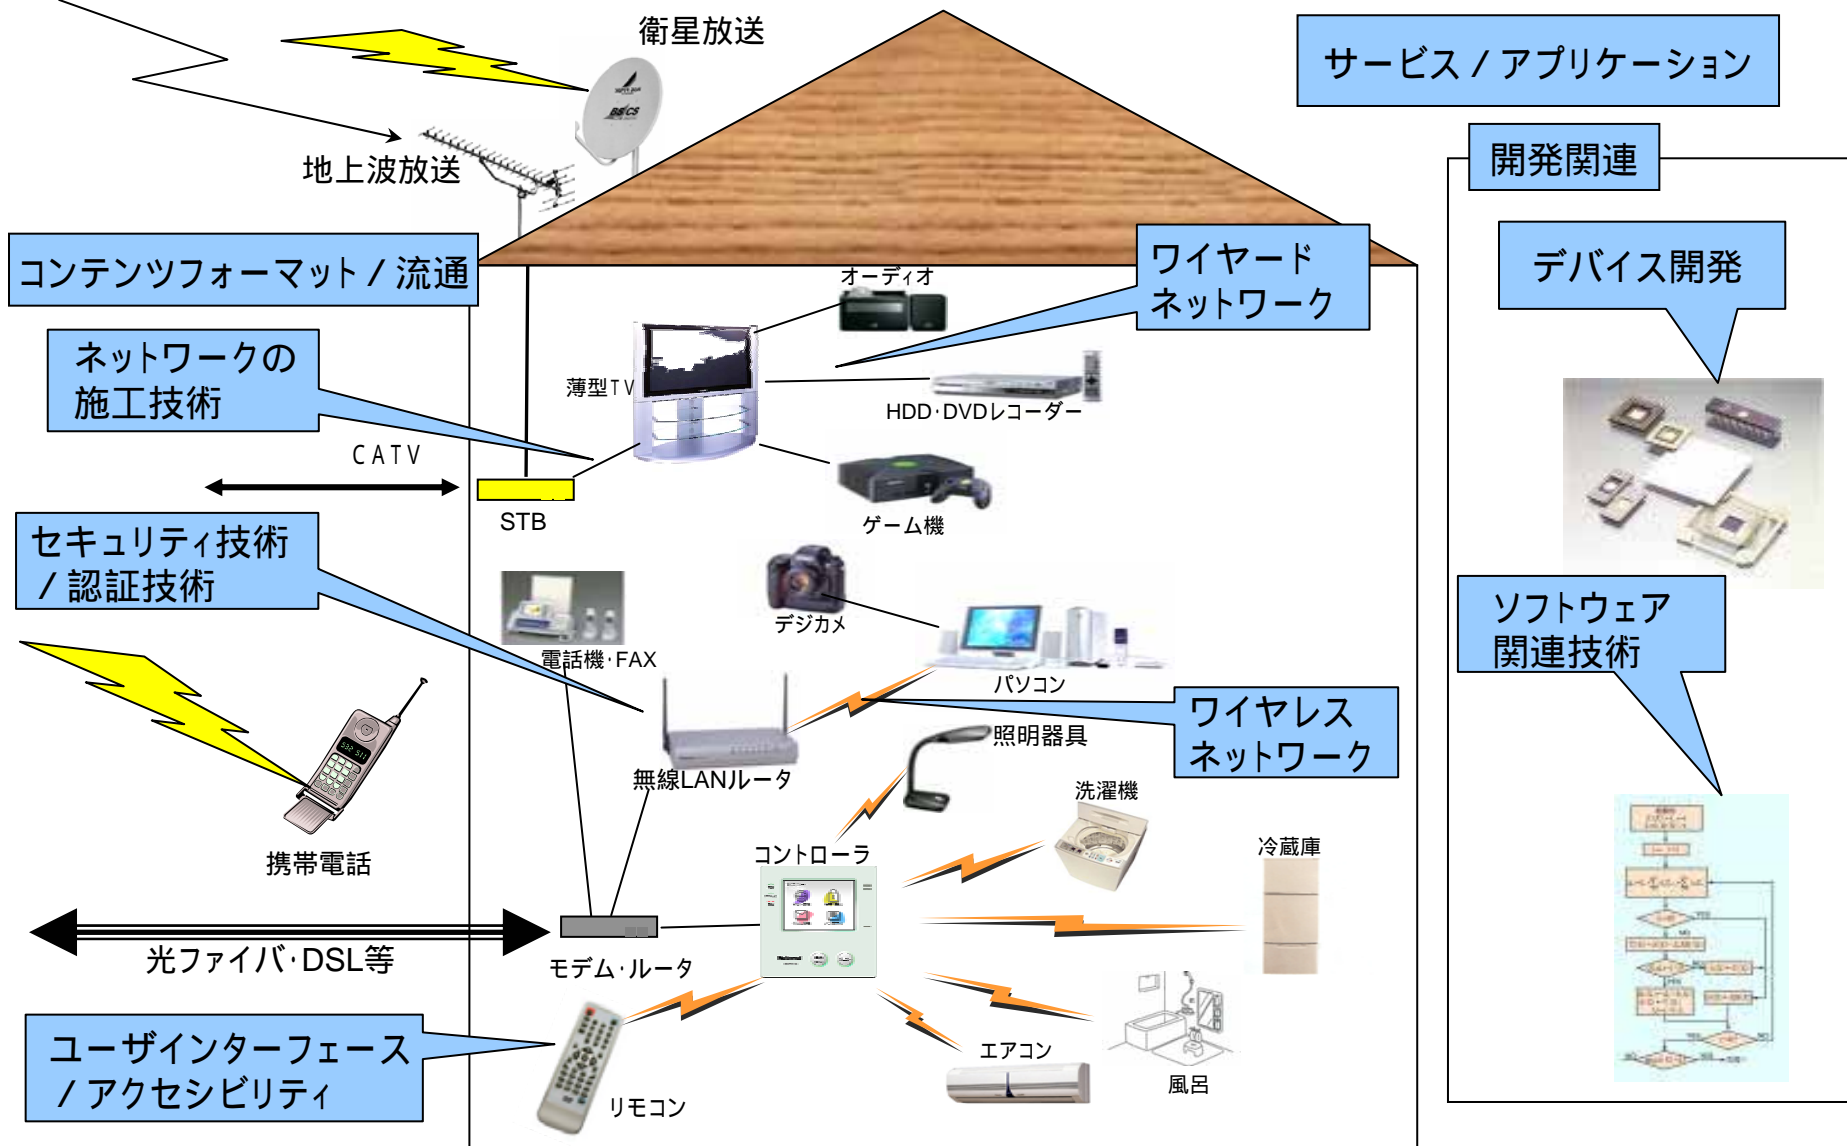 衛星放送
サービス / アプリケーション
BS/CS
地上波放送
開発関連
コンテンツフォーマット / 流通
ワイヤード
ネットワーク
デバイス開発
オーディオ
ネットワークの
施工技術
薄型TV
HDD・DVDレコーダー
CATV
STB
ゲーム機
セキュリティ技術
/ 認証技術
デジカメ
ソフトウェア
関連技術
電話機・FAX
パソコン
ワイヤレス
ネットワーク
照明器具
無線LANルータ
洗濯機
携帯電話
コントローラ
冷蔵庫
光ファイバ・DSL等
モデム・ルータ
ユーザインターフェース
/ アクセシビリティ
リモコン
エアコン
風呂